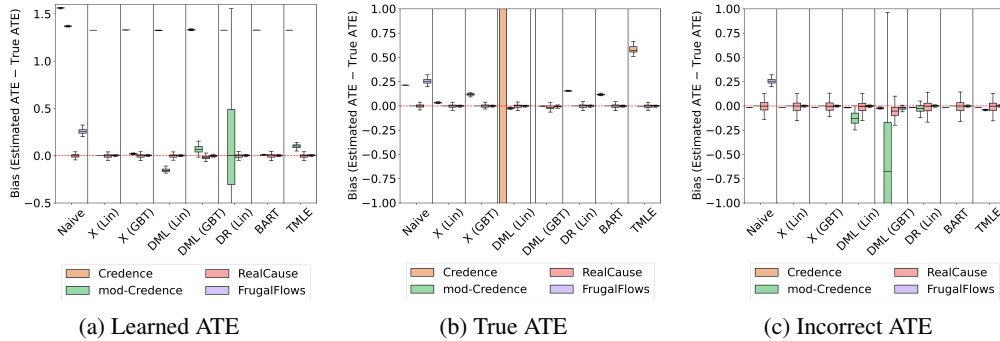 Bias (Estimated ATE − True ATE)
1.5
1.0
0.5
0.0
−0.5
Naive
X (Lin)
X (GBT)
DML (Lin)
DML (GBT)
DR (Lin)
BART
TMLE
Credence
RealCause
mod-Credence
FrugalFlows
(a) Learned ATE
Bias (Estimated ATE − True ATE)
1.00
0.75
0.50
0.25
0.00
−0.25
−0.50
−0.75
−1.00
Naive
X (Lin)
X (GBT)
DML (Lin)
DML (GBT)
DR (Lin)
BART
TMLE
Credence
RealCause
mod-Credence
FrugalFlows
(b) True ATE
Bias (Estimated ATE − True ATE)
1.00
0.75
0.50
0.25
0.00
−0.25
−0.50
−0.75
−1.00
Naive
X (Lin)
X (GBT)
DML (Lin)
DML (GBT)
DR (Lin)
BART
TMLE
Credence
RealCause
mod-Credence
FrugalFlows
(c) Incorrect ATE